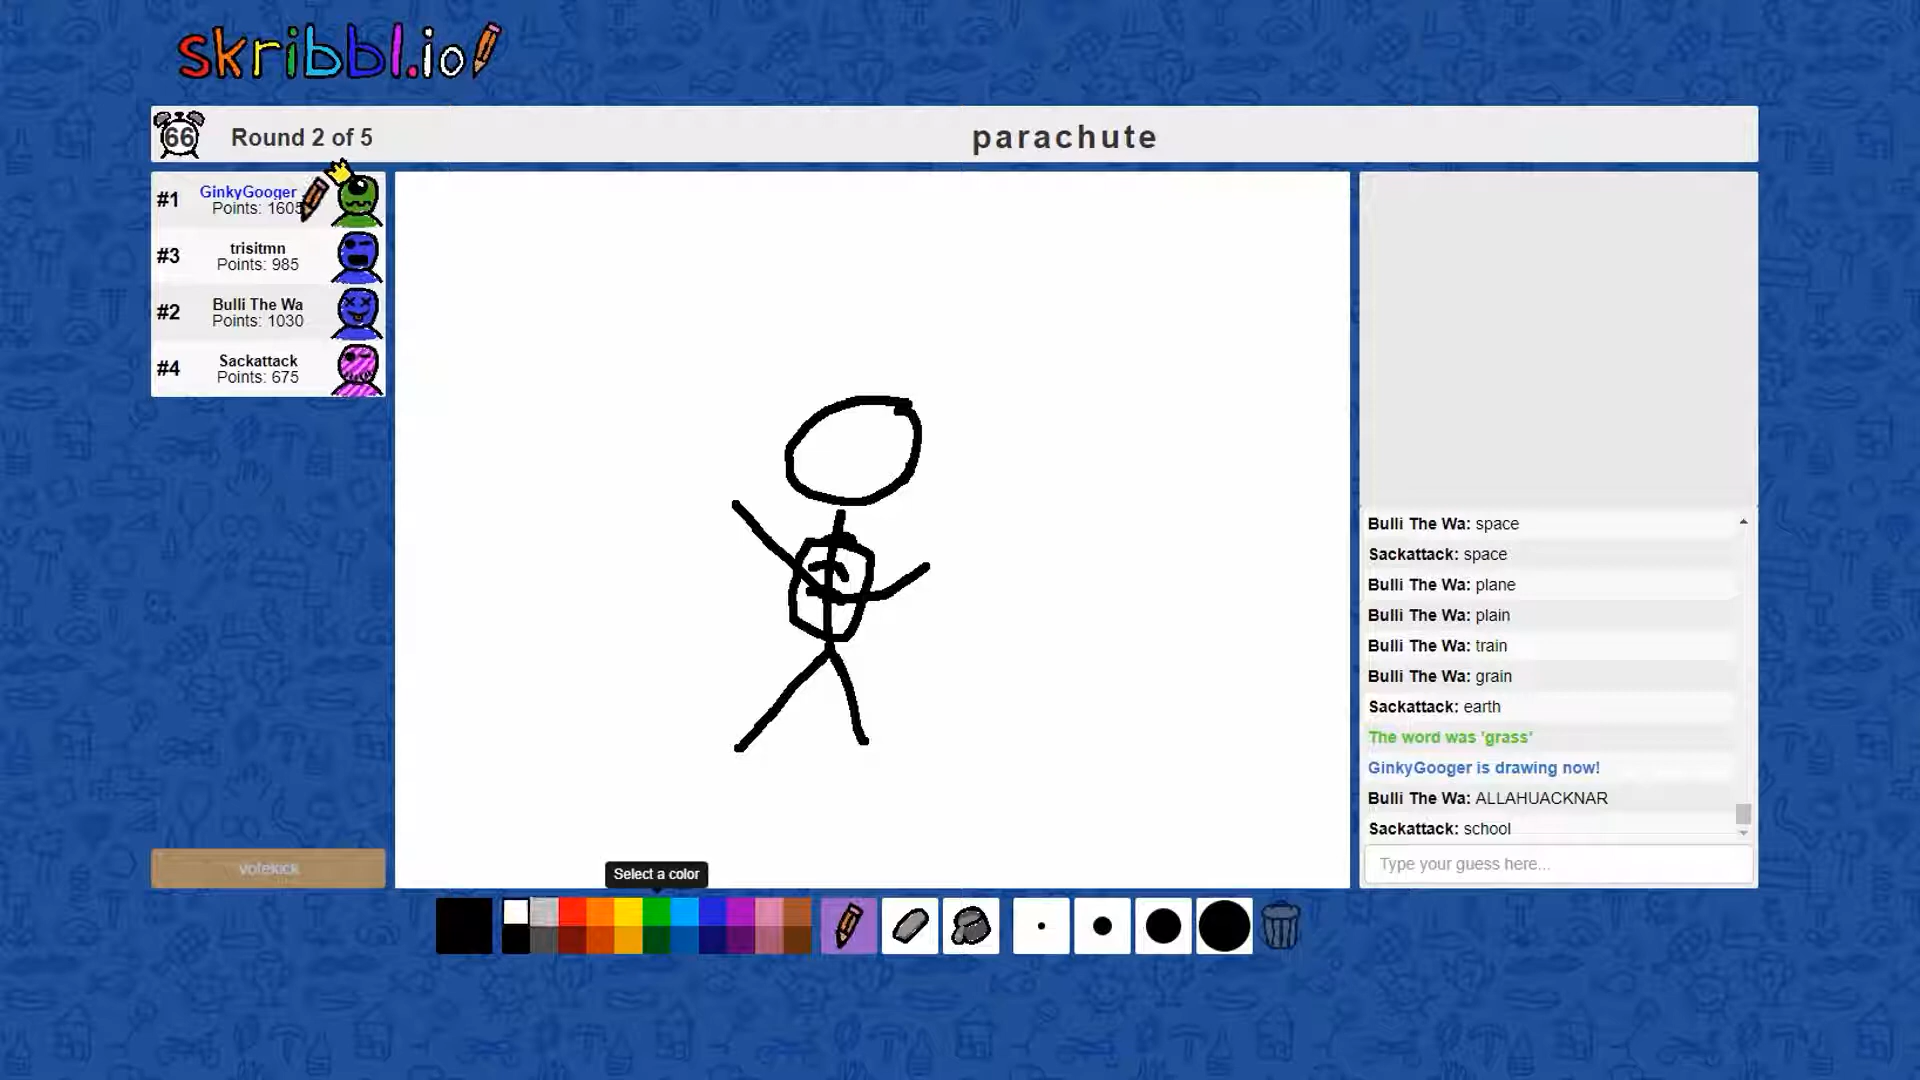 skribbl.io
66
Round 2 of 5
parachute
#1
GinkyGooger
Points: 1605
#3
trisitmn
Points: 985
#2
Bulli The Wa
Points: 1030
#4
Sackattack
Points: 675
votekick
Bulli The Wa: space
Sackattack: space
Bulli The Wa: plane
Bulli The Wa: plain
Bulli The Wa: train
Bulli The Wa: grain
Sackattack: earth
The word was 'grass'
GinkyGooger is drawing now!
Bulli The Wa: ALLAHUACKNAR
Sackattack: school
Type your guess here...
Select a color